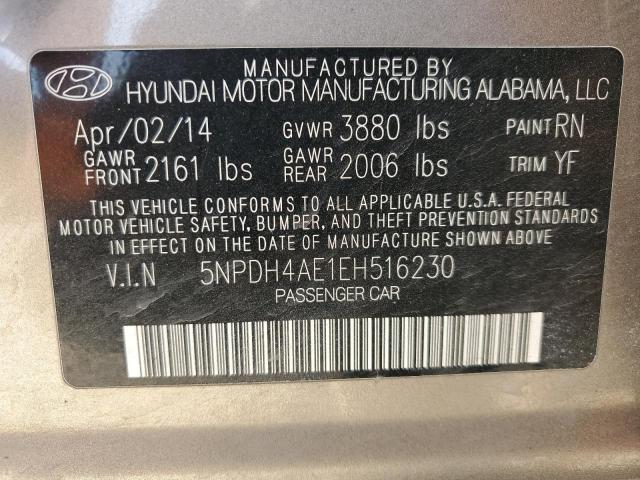 MANUFACTURED BY
HYUNDAI MOTOR MANUFACTURING ALABAMA, LLC
Apr/02/14 GVWR 3880 lbs PAINT RN
GAWR FRONT 2161 lbs GAWR REAR 2006 lbs TRIM YF
THIS VEHICLE CONFORMS TO ALL APPLICABLE U.S.A. FEDERAL
MOTOR VEHICLE SAFETY, BUMPER, AND THEFT PREVENTION STANDARDS
IN EFFECT ON THE DATE OF MANUFACTURE SHOWN ABOVE.
V.I.N 5NPDH4AE1EH516230
PASSENGER CAR